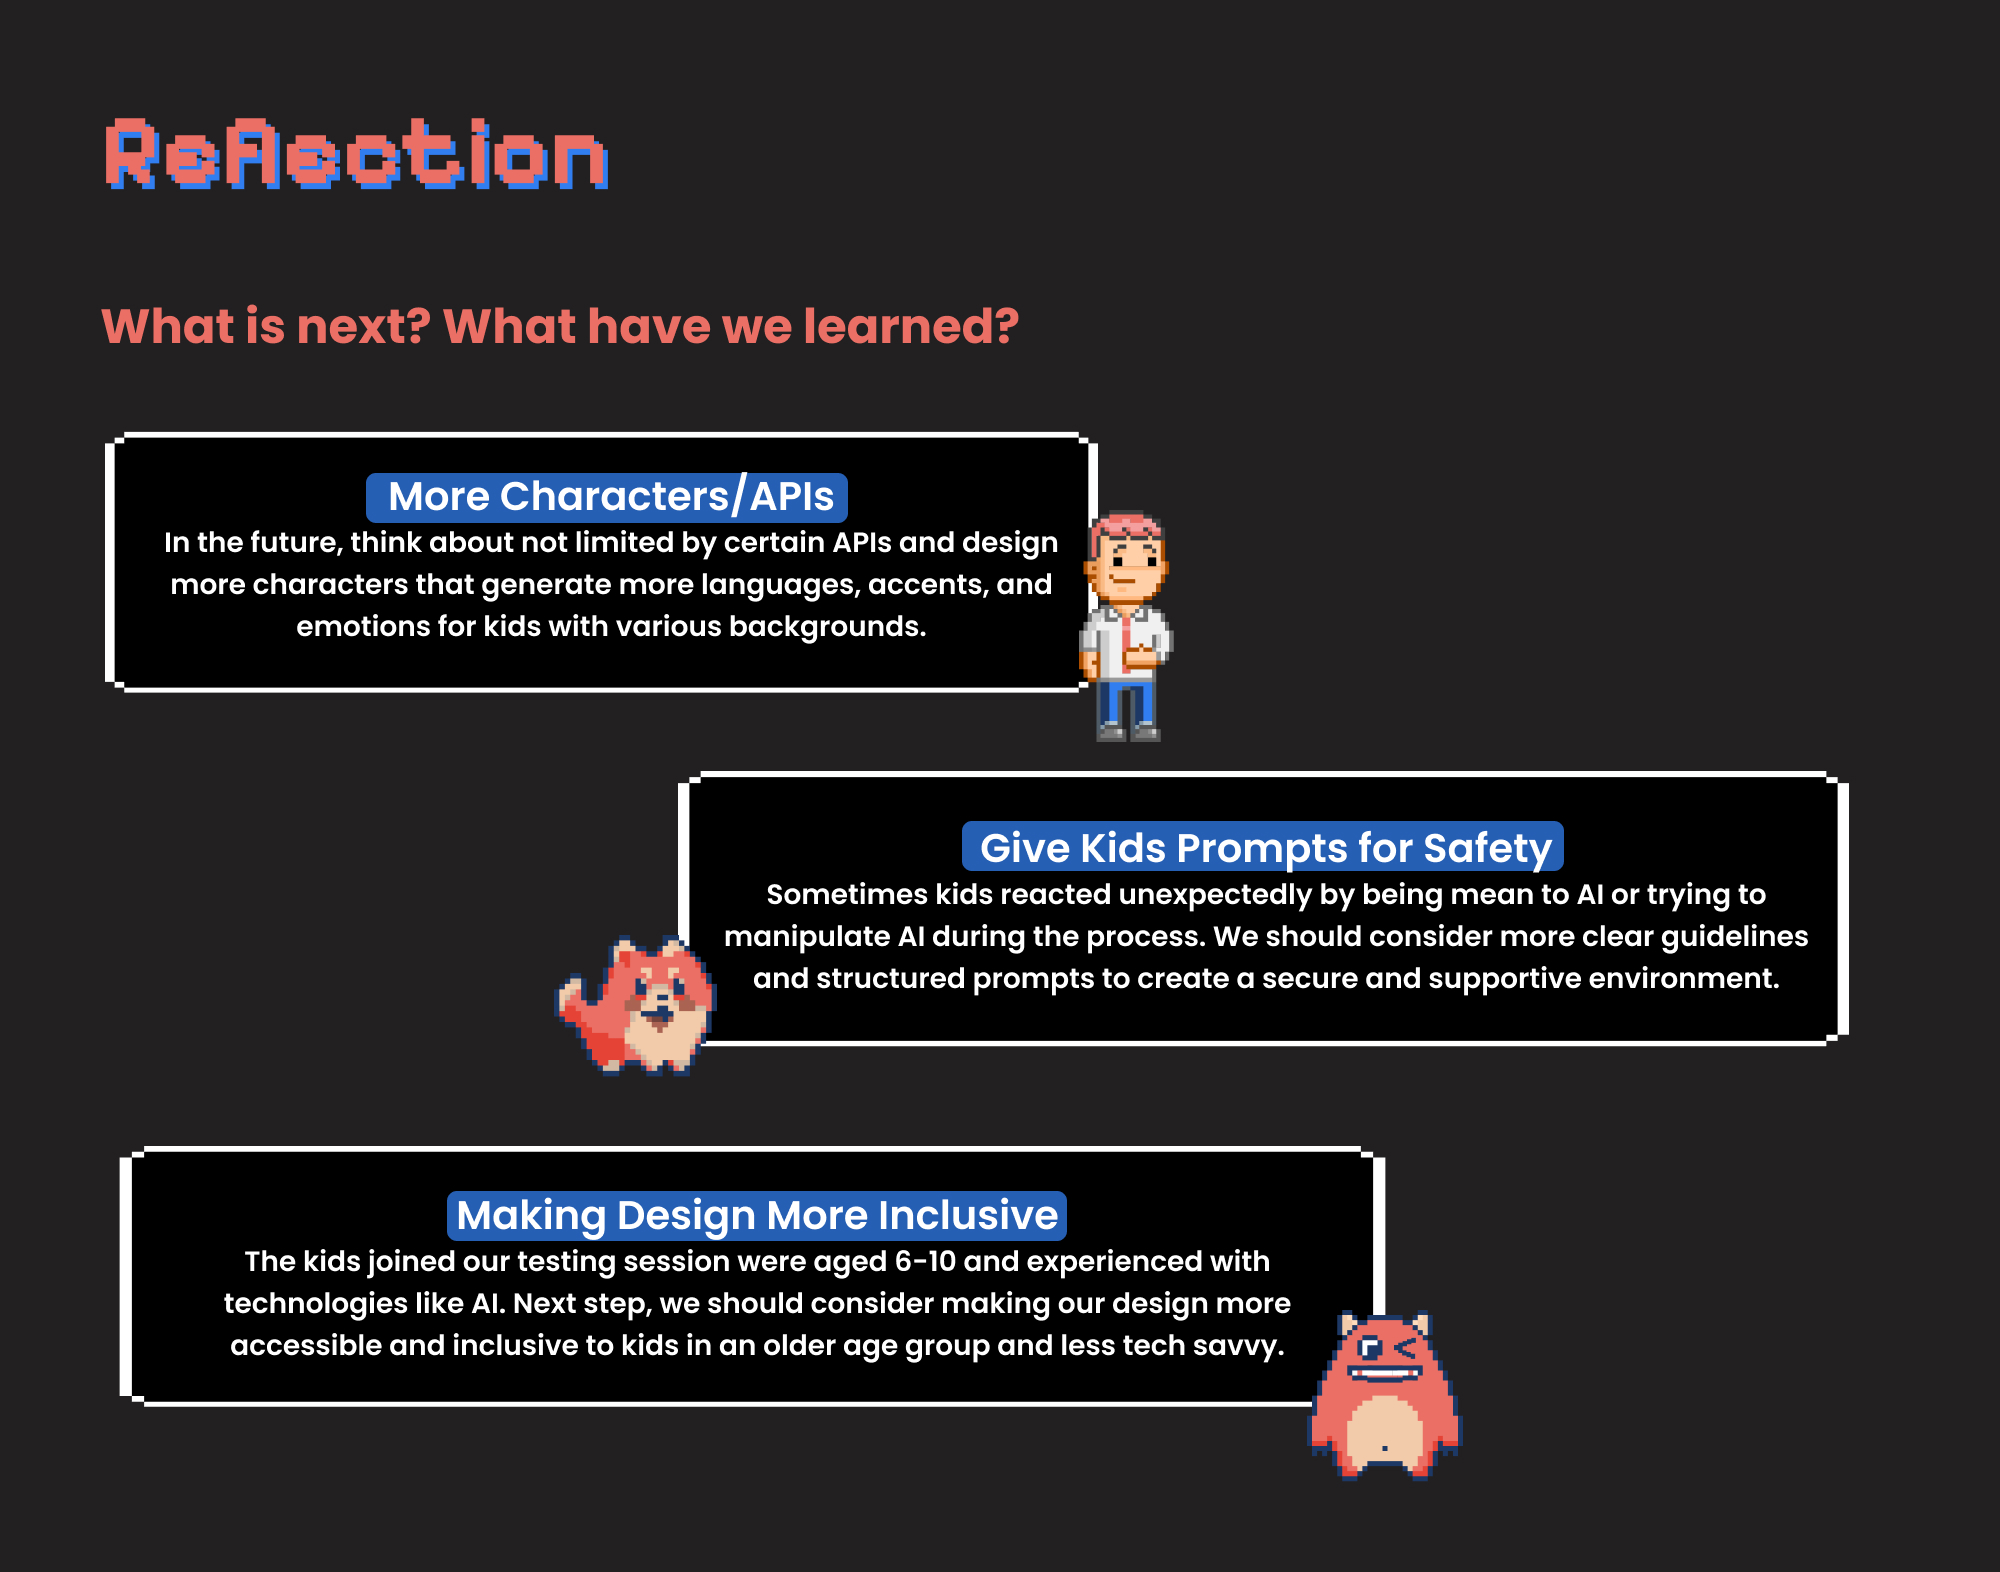 Reflection
What is next? What have we learned?
More Characters/APIs
In the future, think about not limited by certain APIs and design
more characters that generate more languages, accents, and
emotions for kids with various backgrounds.
Give Kids Prompts for Safety
Sometimes kids reacted unexpectedly by being mean to AI or trying to
manipulate AI during the process. We should consider more clear guidelines
and structured prompts to create a secure and supportive environment.
Making Design More Inclusive
The kids joined our testing session were aged 6-10 and experienced with
technologies like AI. Next step, we should consider making our design more
accessible and inclusive to kids in an older age group and less tech savvy.